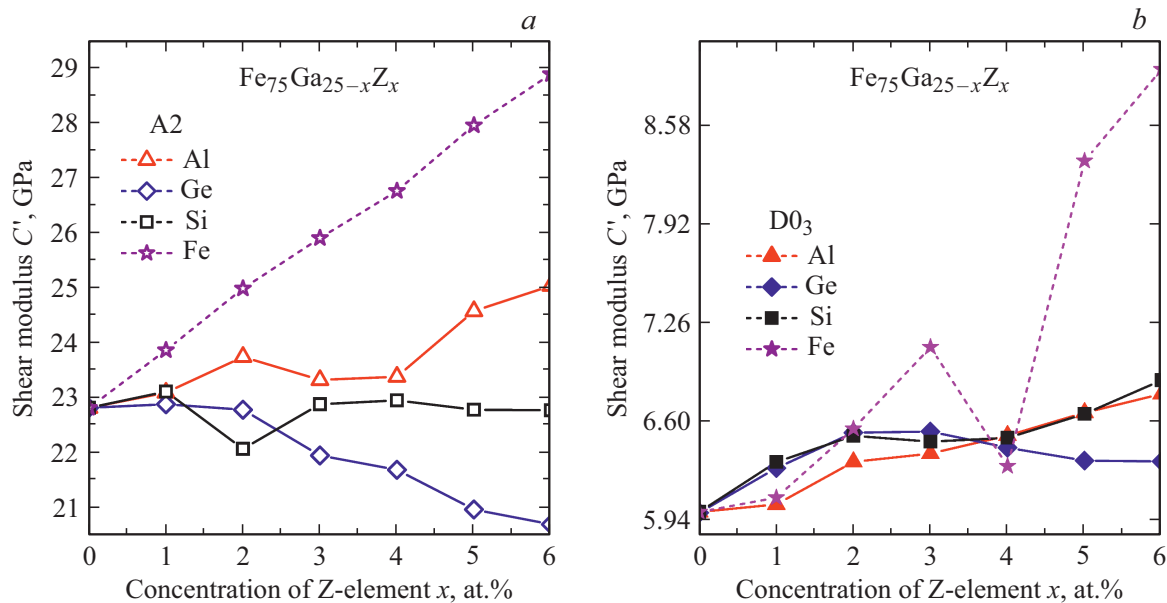 a
Fe₇₅Ga₂₅₋ₓZₓ
A2
Al
Ge
Si
Fe
Shear modulus C', GPa
29
28
27
26
25
24
23
22
21
0 1 2 3 4 5 6
Concentration of Z-element x, at.%
b
Fe₇₅Ga₂₅₋ₓZₓ
D0₃
Al
Ge
Si
Fe
Shear modulus C', GPa
8.58
7.92
7.26
6.60
5.94
0 1 2 3 4 5 6
Concentration of Z-element x, at.%